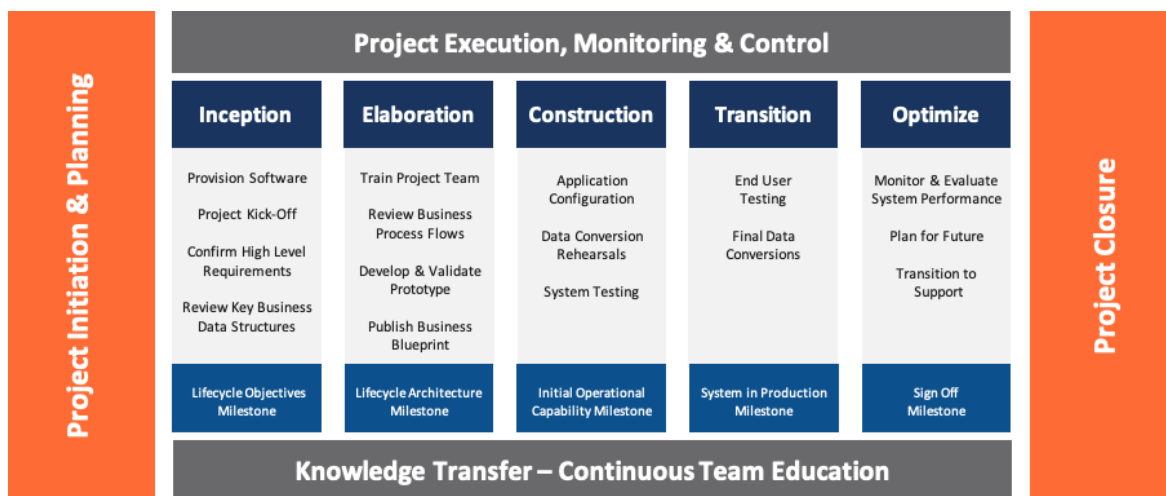 Project Initiation & Planning
Project Execution, Monitoring & Control
Inception
Provision Software
Project Kick-Off
Confirm High Level
Requirements
Review Key Business
Data Structures
Lifecycle Objectives
Milestone
Elaboration
Train Project Team
Review Business
Process Flows
Develop & Validate
Prototype
Publish Business
Blueprint
Lifecycle Architecture
Milestone
Construction
Application
Configuration
Data Conversion
Rehearsals
System Testing
Initial Operational
Capability Milestone
Transition
End User
Testing
Final Data
Conversions
System in Production
Milestone
Optimize
Monitor & Evaluate
System Performance
Plan for Future
Transition to
Support
Sign Off
Milestone
Knowledge Transfer – Continuous Team Education
Project Closure